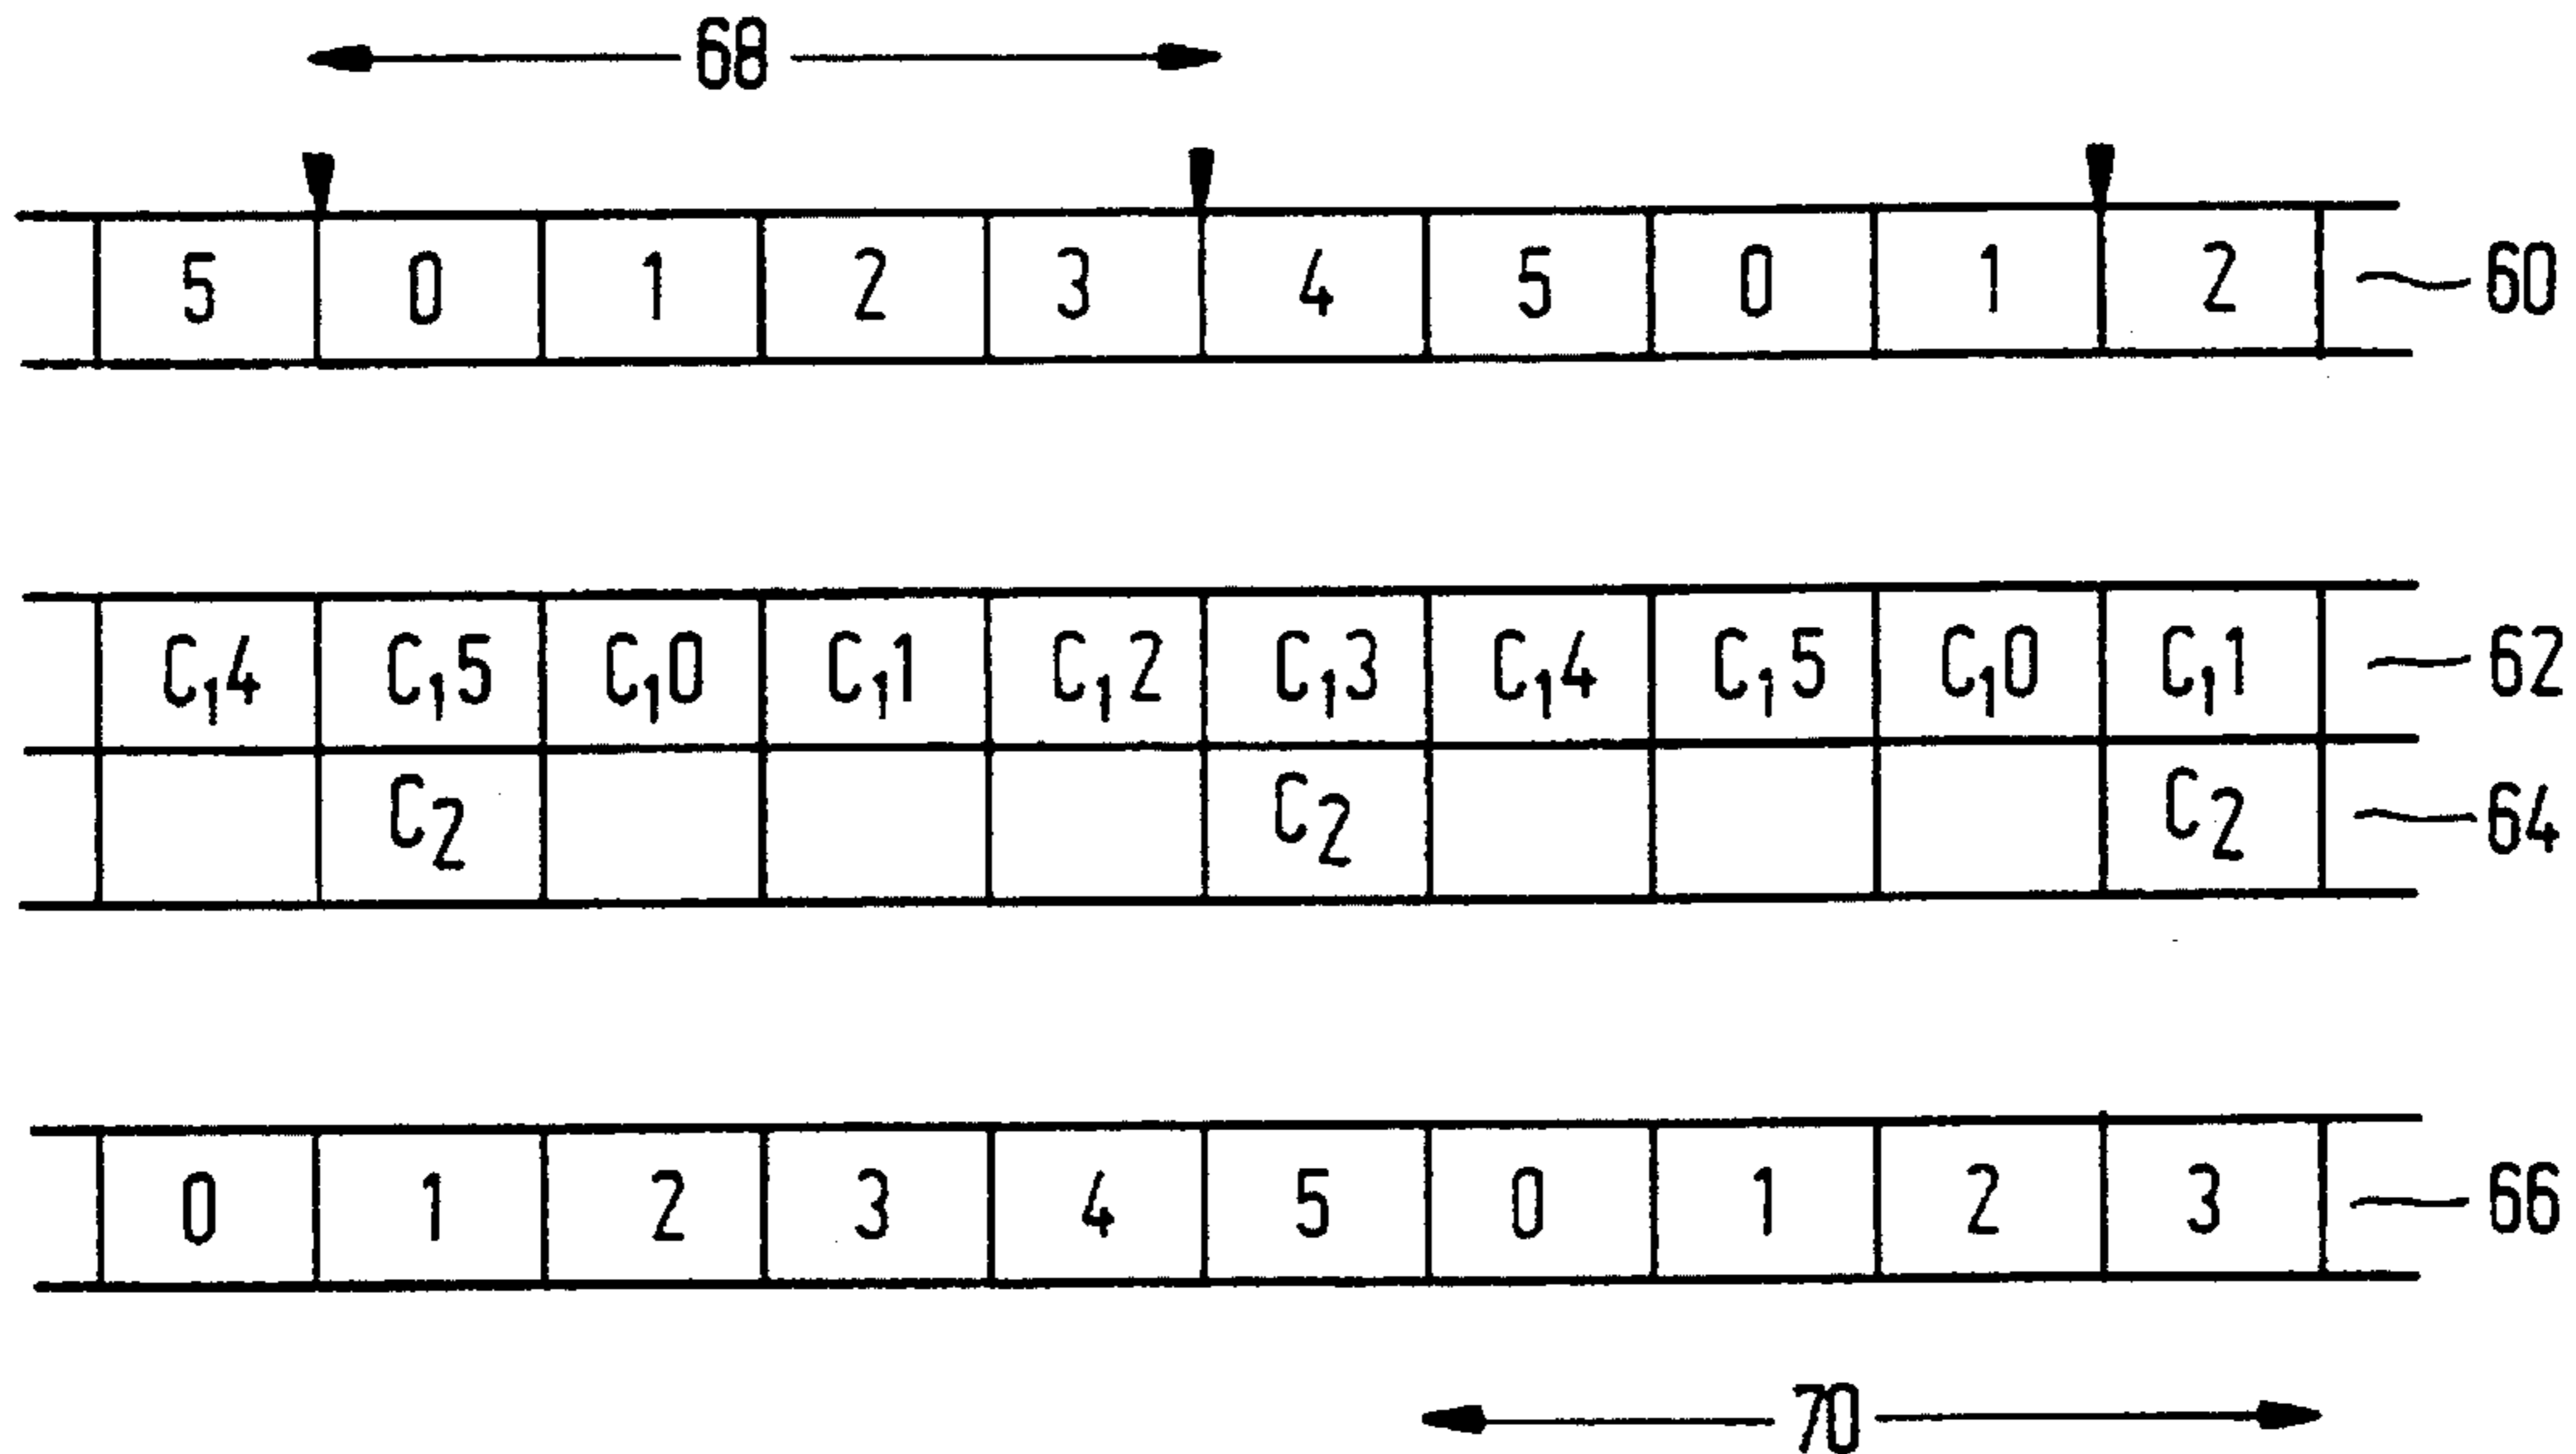 68
5 0 1 2 3 4 5 0 1 2 60
C₁4 C₁5 C₁0 C₁1 C₁2 C₁3 C₁4 C₁5 C₁0 C₁1 62
C₂ C₂ C₂ 64
0 1 2 3 4 5 0 1 2 3 66
70